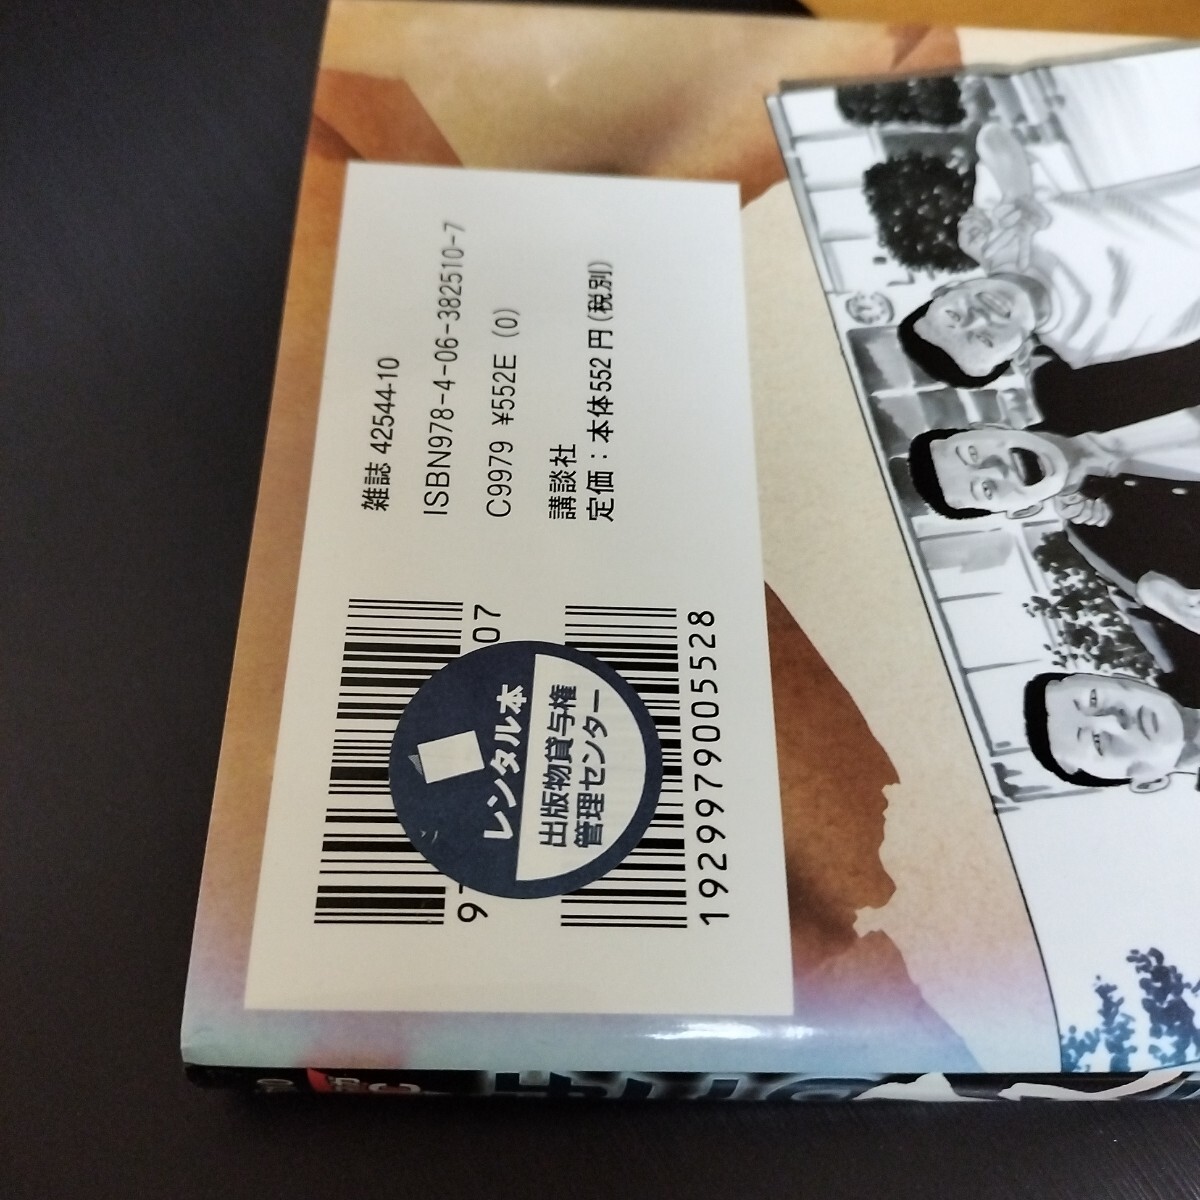 雑誌 42544-10
ISBN978-4-06-382510-7
C9979 ¥552E (0)
講談社
定価：本体552円(税別)
9
07
1929979005528
レンタル本
出版物貸与権
管理センター